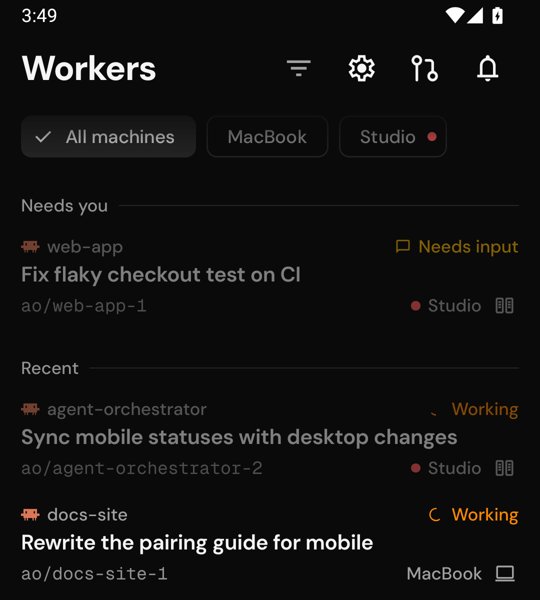 3:49
Workers
All machines
MacBook
Studio
Needs you
web-app
Needs input
Fix flaky checkout test on CI
ao/web-app-1
Studio
Recent
agent-orchestrator
Working
Sync mobile statuses with desktop changes
ao/agent-orchestrator-2
Studio
docs-site
Working
Rewrite the pairing guide for mobile
ao/docs-site-1
MacBook